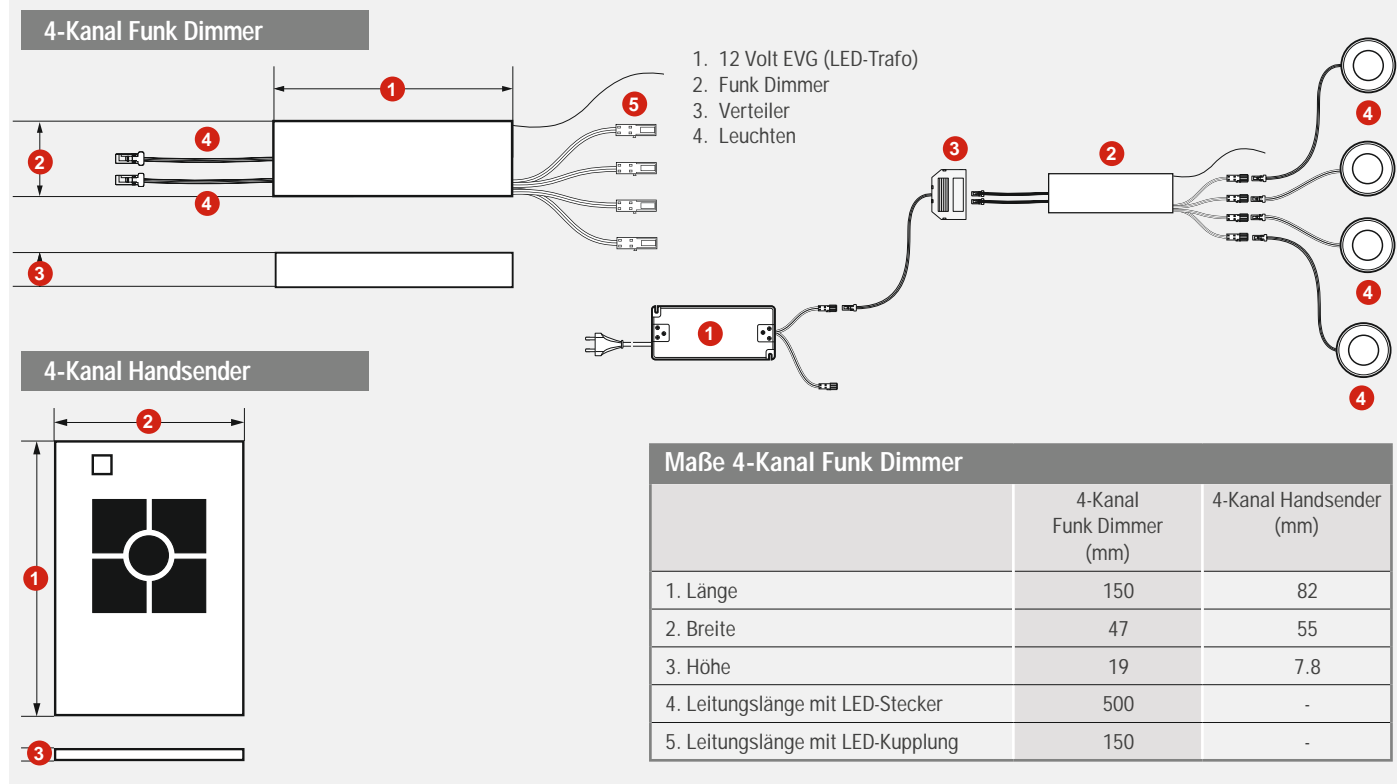 4-Kanal Funk Dimmer
1
2
4
4
5
3
1. 12 Volt EVG (LED-Trafo)
2. Funk Dimmer
3. Verteiler
4. Leuchten
1
3
2
4
4
4
4
4-Kanal Handsender
2
1
3
Maße 4-Kanal Funk Dimmer
4-Kanal
Funk Dimmer
(mm)
4-Kanal Handsender
(mm)
1. Länge 150 82
2. Breite 47 55
3. Höhe 19 7.8
4. Leitungslänge mit LED-Stecker 500 -
5. Leitungslänge mit LED-Kupplung 150 -